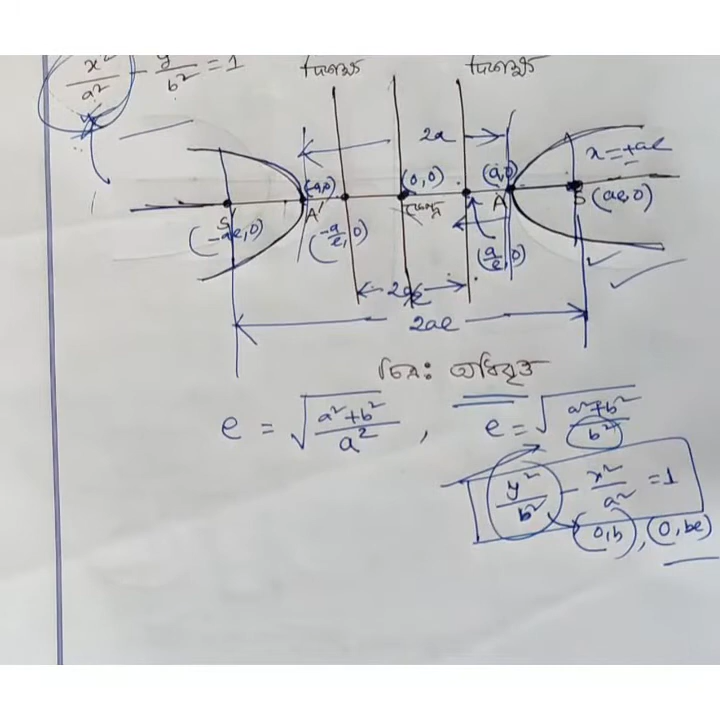 x²/a² - y²/b² = 1
দিকাক্ষ দিকাক্ষ
2a
x = ±ae
(-a,0) (0,0) (a,0)
S A' কেন্দ্র A S (ae,0)
(-ae,0) (-a/e,0) (a/e,0)
2ae
চিত্র: অধিবৃত্ত
e = √(a²+b²/a²) , e = √(a²+b²/b²)
y²/b² - x²/a² = 1
(0,b), (0,be)